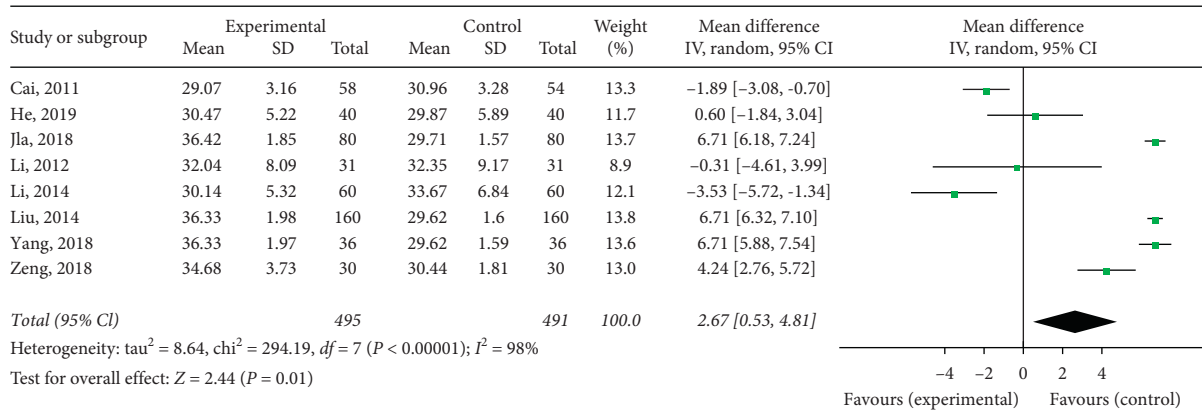 Study or subgroup Experimental Control Weight (%) Mean difference IV, random, 95% CI Mean difference IV, random, 95% CI
Mean SD Total Mean SD Total
Cai, 2011 29.07 3.16 58 30.96 3.28 54 13.3 –1.89 [–3.08, -0.70]
He, 2019 30.47 5.22 40 29.87 5.89 40 11.7 0.60 [–1.84, 3.04)
Jla, 2018 36.42 1.85 80 29.71 1.57 80 13.7 6.71 [6.18, 7.24]
Li, 2012 32.04 8.09 31 32.35 9.17 31 8.9 –0.31 [–4.61, 3.99)
Li, 2014 30.14 5.32 60 33.67 6.84 60 12.1 –3.53 [–5.72, -1.34)
Liu, 2014 36.33 1.98 160 29.62 1.6 160 13.8 6.71 [6.32, 7.10]
Yang, 2018 36.33 1.97 36 29.62 1.59 36 13.6 6.71 [5.88, 7.54]
Zeng, 2018 34.68 3.73 30 30.44 1.81 30 13.0 4.24 [2.76, 5.72]
Total (95% Cl) 495 491 100.0 2.67 [0.53, 4.81]
Heterogeneity: tau² = 8.64, chi² = 294.19, df = 7 (P < 0.00001); I² = 98%
Test for overall effect: Z = 2.44 (P = 0.01)
–4 –2 0 2 4
Favours (experimental) Favours (control)